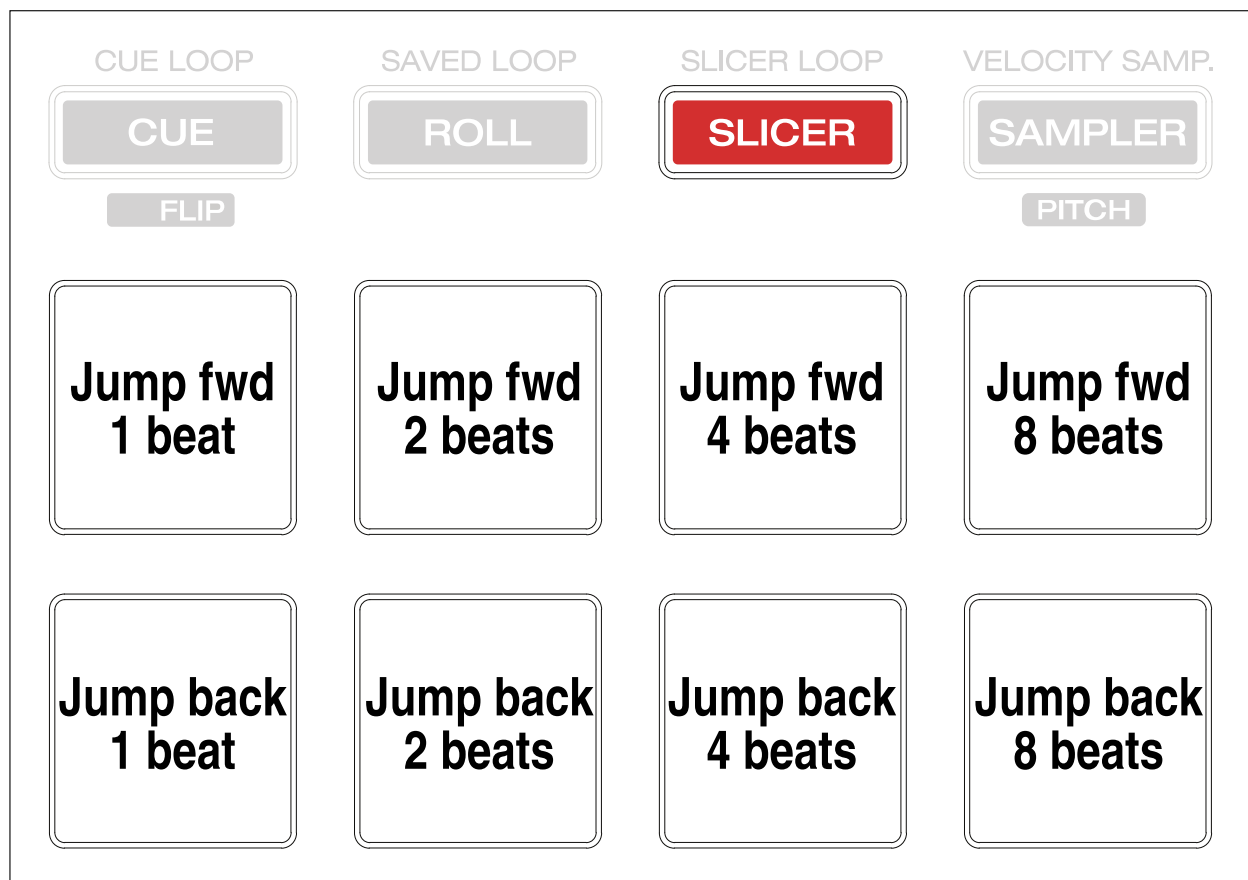 CUE LOOP SAVED LOOP SLICER LOOP VELOCITY SAMP.
CUE ROLL SLICER SAMPLER
FLIP PITCH
Jump fwd Jump fwd Jump fwd Jump fwd
1 beat 2 beats 4 beats 8 beats
Jump back Jump back Jump back Jump back
1 beat 2 beats 4 beats 8 beats